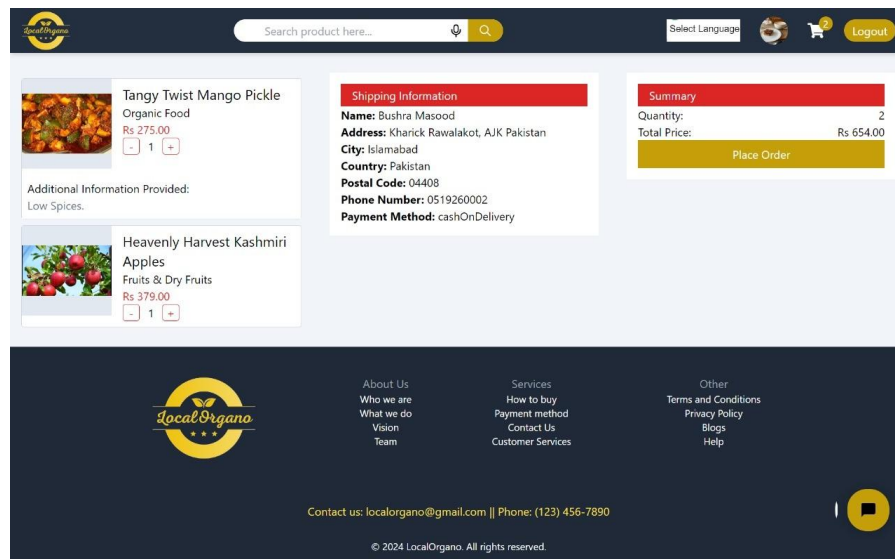 LocalOrgano
Search product here...
Select Language
2
Logout
Tangy Twist Mango Pickle
Organic Food
Rs 275.00
- 1 +
Additional Information Provided:
Low Spices.
Heavenly Harvest Kashmiri
Apples
Fruits & Dry Fruits
Rs 379.00
- 1 +
Shipping Information
Name: Bushra Masood
Address: Kharick Rawalakot, AJK Pakistan
City: Islamabad
Country: Pakistan
Postal Code: 04408
Phone Number: 0519260002
Payment Method: cashOnDelivery
Summary
Quantity: 2
Total Price: Rs 654.00
Place Order
LocalOrgano
About Us
Who we are
What we do
Vision
Team
Services
How to buy
Payment method
Contact Us
Customer Services
Other
Terms and Conditions
Privacy Policy
Blogs
Help
Contact us: localorgano@gmail.com || Phone: (123) 456-7890
© 2024 LocalOrgano. All rights reserved.